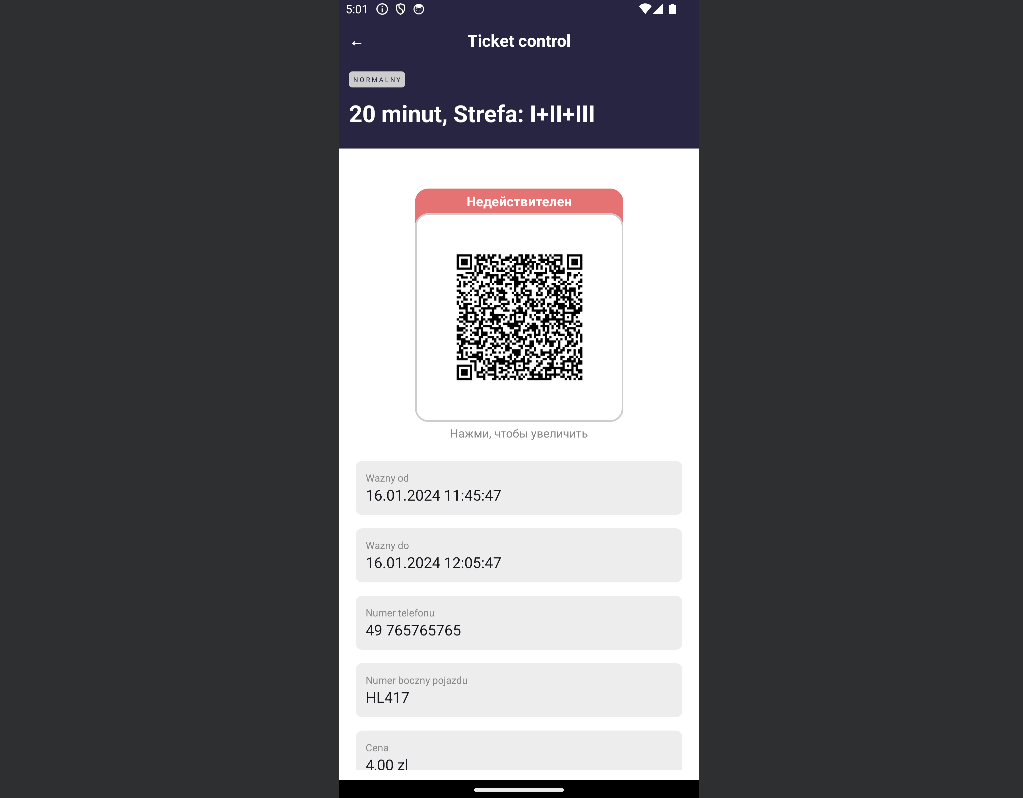 5:01
Ticket control
NORMALNY
20 minut, Strefa: I+II+III
Недействителен
Нажми, чтобы увеличить
Wazny od
16.01.2024 11:45:47
Wazny do
16.01.2024 12:05:47
Numer telefonu
49 765765765
Numer boczny pojazdu
HL417
Cena
4.00 zl